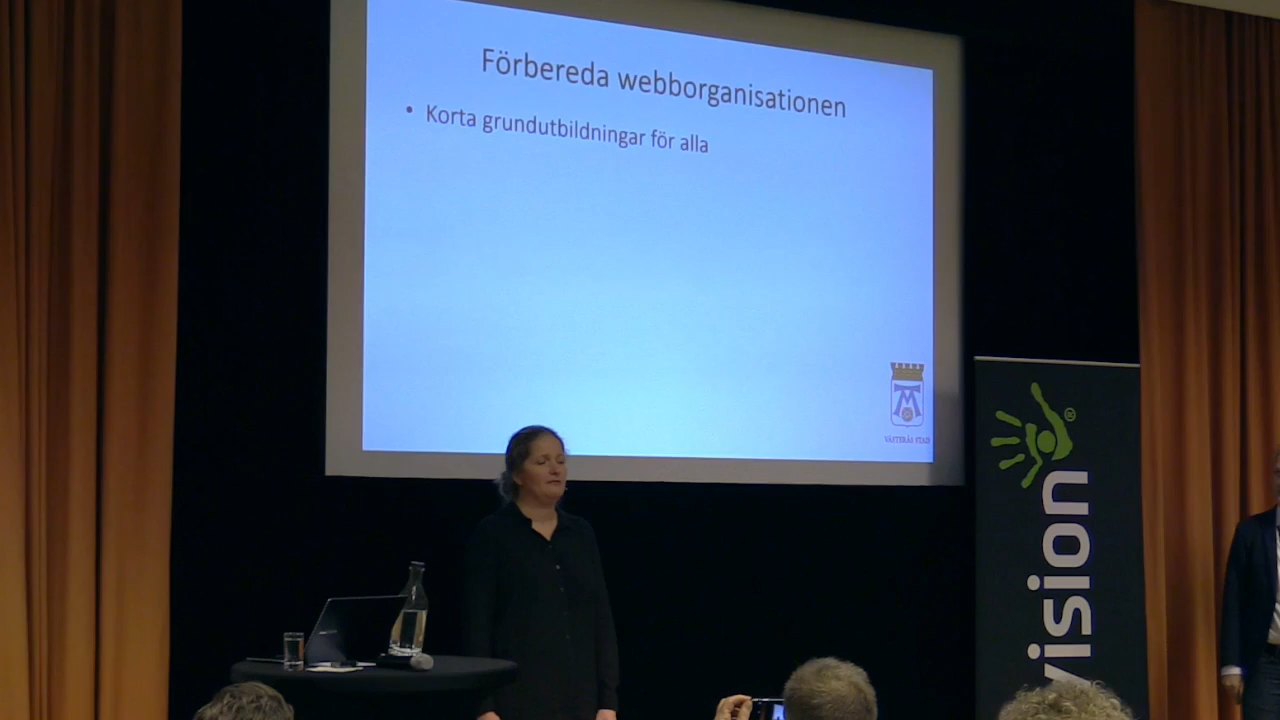 Förbereda webborganisationen
• Korta grundutbildningar för alla
VÄSTERÅS STAD
vision®